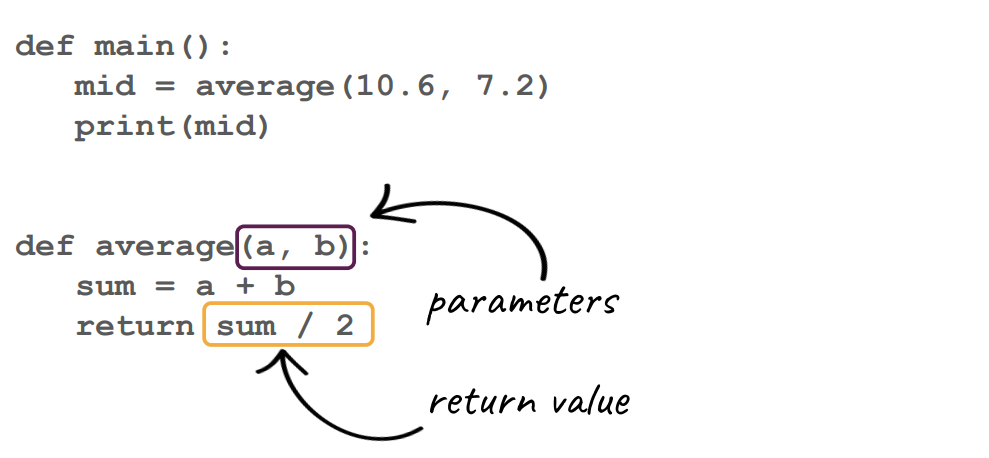 def main():
mid = average(10.6, 7.2)
print(mid)
def average(a, b):
sum = a + b
parameters
return sum / 2
return value